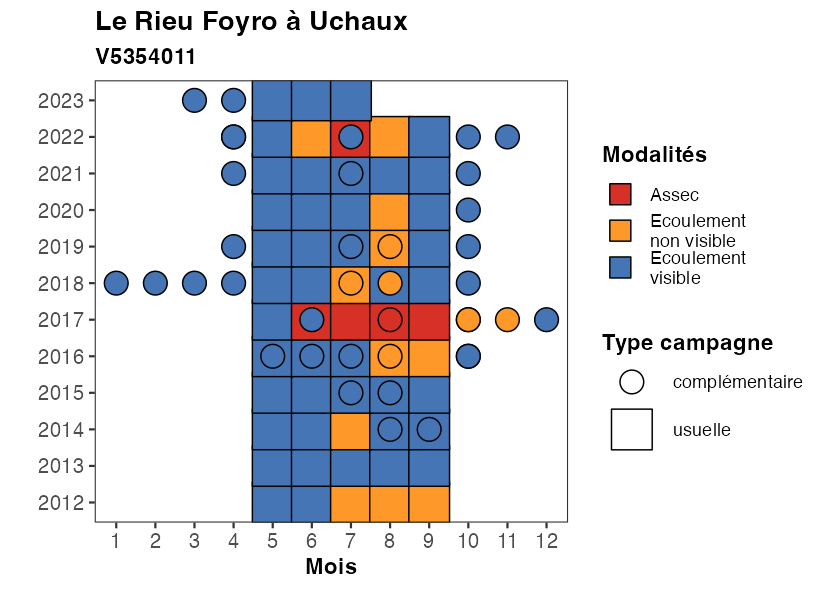 Le Rieu Foyro à Uchaux
V5354011
2023
2022
2021
2020
2019
2018
2017
2016
2015
2014
2013
2012
1 2 3 4 5 6 7 8 9 10 11 12
Mois
Modalités
Assec
Ecoulement
non visible
Ecoulement
visible
Type campagne
complémentaire
usuelle